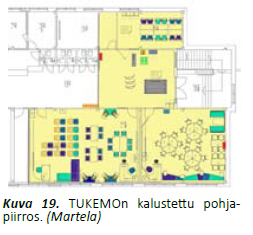 Kuva 19. TUKEMOn kalustettu pohja-
piirros. (Martela)